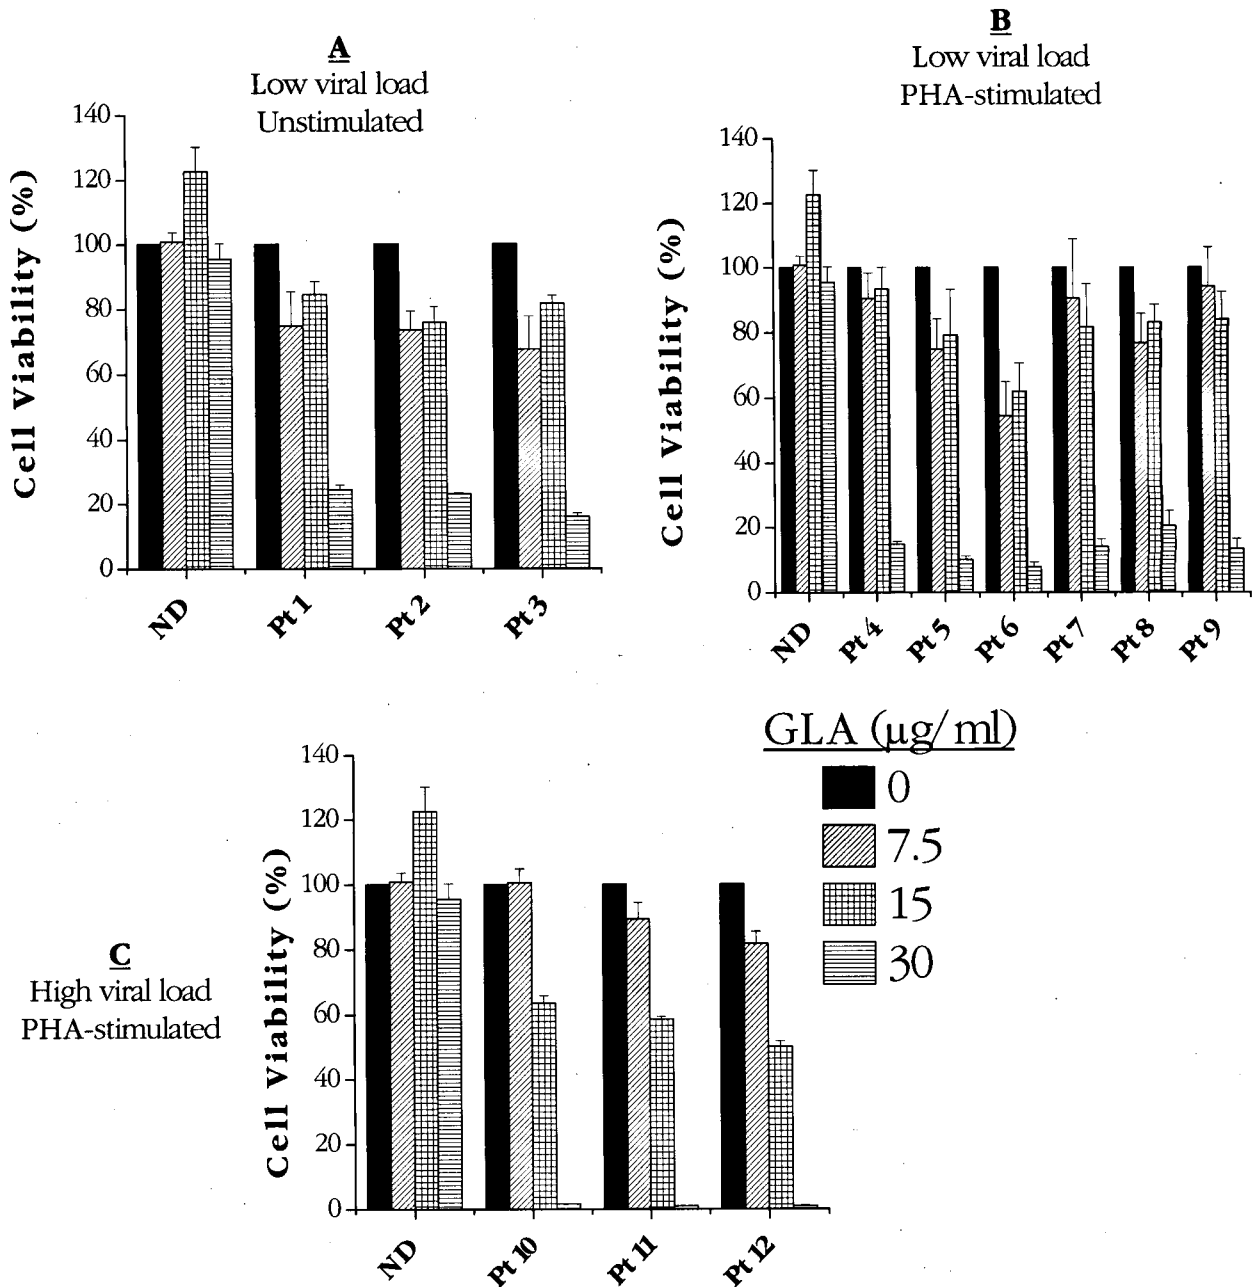 A
Low viral load
Unstimulated
Cell Viability (%)
140
120
100
80
60
40
20
0
ND
Pt 1
Pt 2
Pt 3
B
Low viral load
PHA-stimulated
Cell Viability (%)
140
120
100
80
60
40
20
0
ND
Pt 4
Pt 5
Pt 6
Pt 7
Pt 8
Pt 9
C
High viral load
PHA-stimulated
Cell Viability (%)
140
120
100
80
60
40
20
0
ND
Pt 10
Pt 11
Pt 12
GLA (µg/ml)
0
7.5
15
30